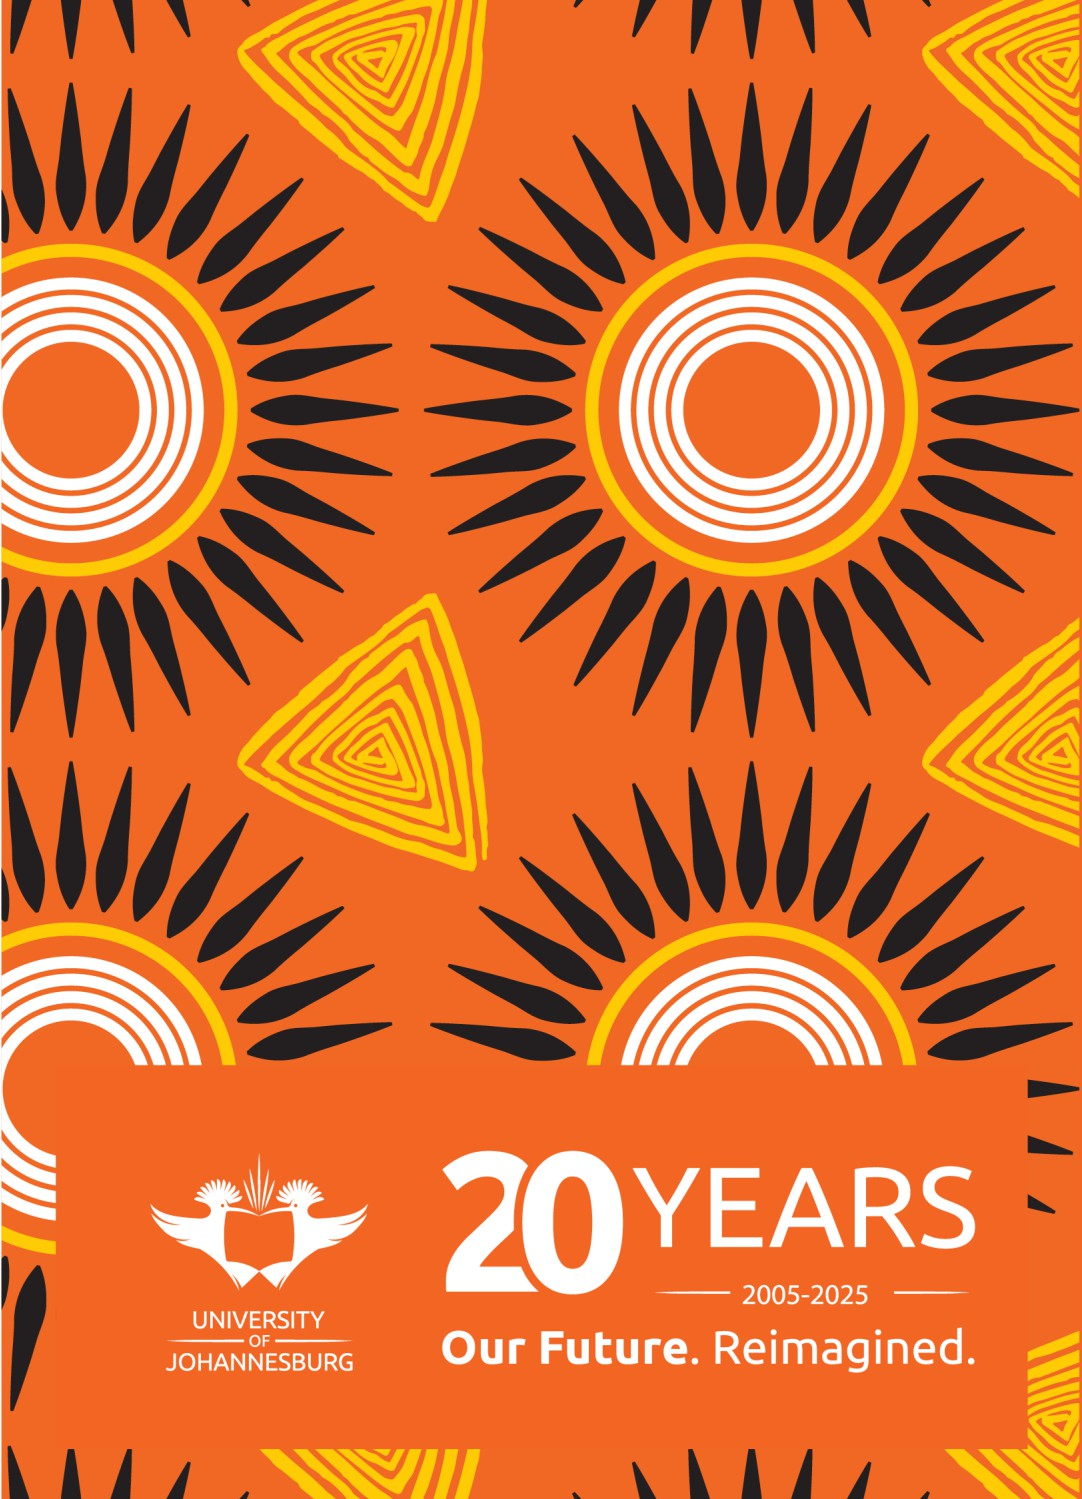 UNIVERSITY
OF
JOHANNESBURG
20 YEARS
2005-2025
Our Future. Reimagined.